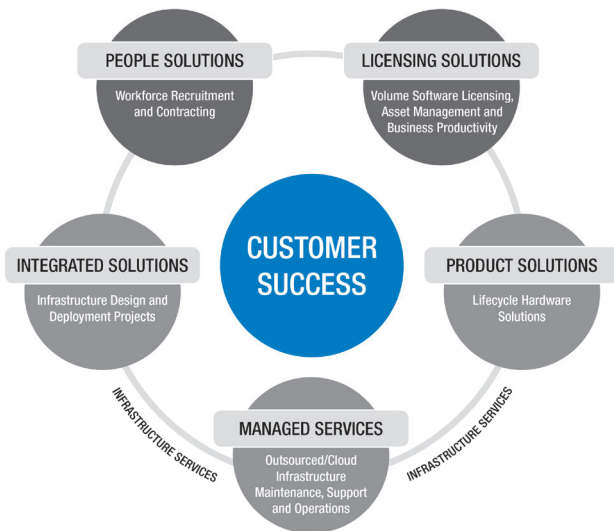 PEOPLE SOLUTIONS
Workforce Recruitment
and Contracting
LICENSING SOLUTIONS
Volume Software Licensing,
Asset Management and
Business Productivity
CUSTOMER
SUCCESS
INTEGRATED SOLUTIONS
Infrastructure Design and
Deployment Projects
PRODUCT SOLUTIONS
Lifecycle Hardware
Solutions
INFRASTRUCTURE SERVICES
MANAGED SERVICES
Outsourced/Cloud
Infrastructure
Maintenance, Support
and Operations
INFRASTRUCTURE SERVICES